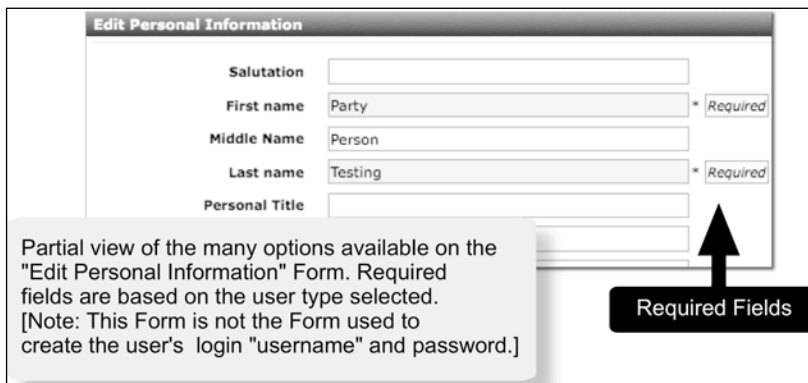 Edit Personal Information
Salutation
First name Party * Required
Middle Name Person
Last name Testing * Required
Personal Title
Partial view of the many options available on the
"Edit Personal Information" Form. Required
fields are based on the user type selected.
[Note: This Form is not the Form used to
create the user's login "username" and password.]
Required Fields